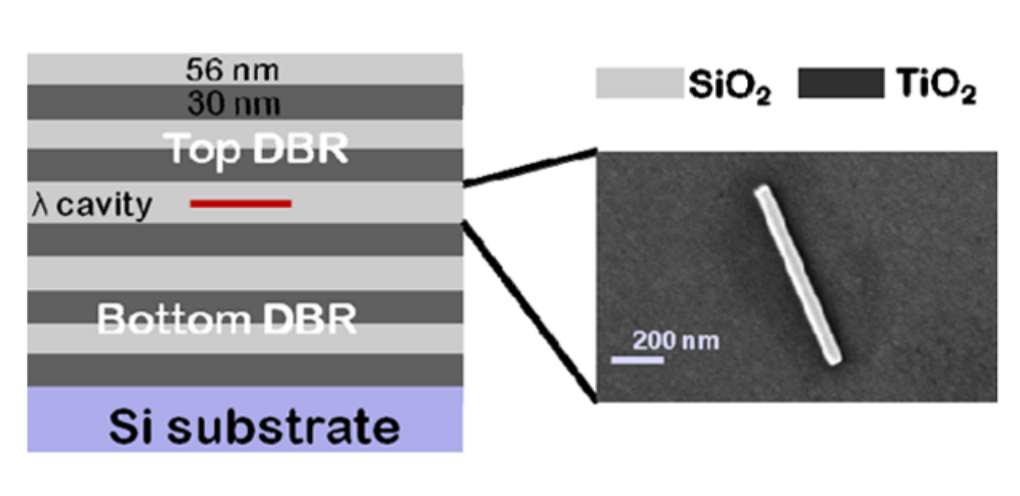 56 nm
30 nm
Top DBR
λ cavity
Bottom DBR
Si substrate
SiO₂
TiO₂
200 nm